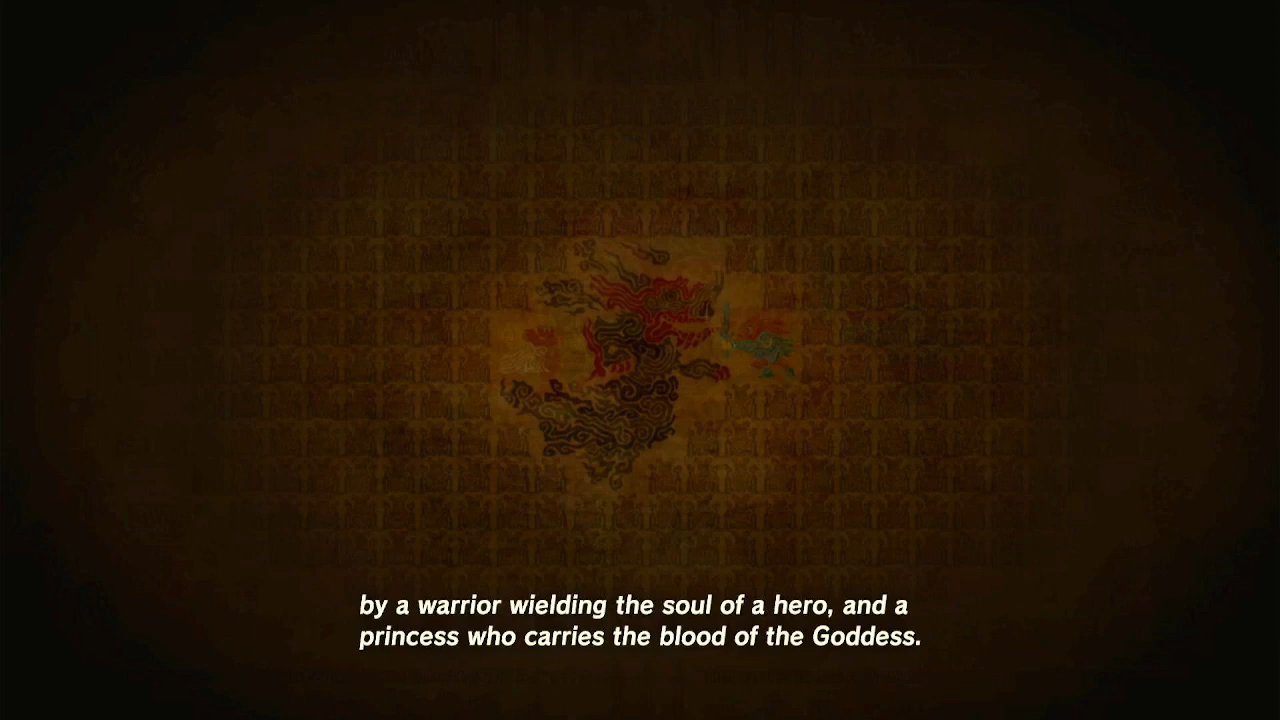 by a warrior wielding the soul of a hero, and a
princess who carries the blood of the Goddess.